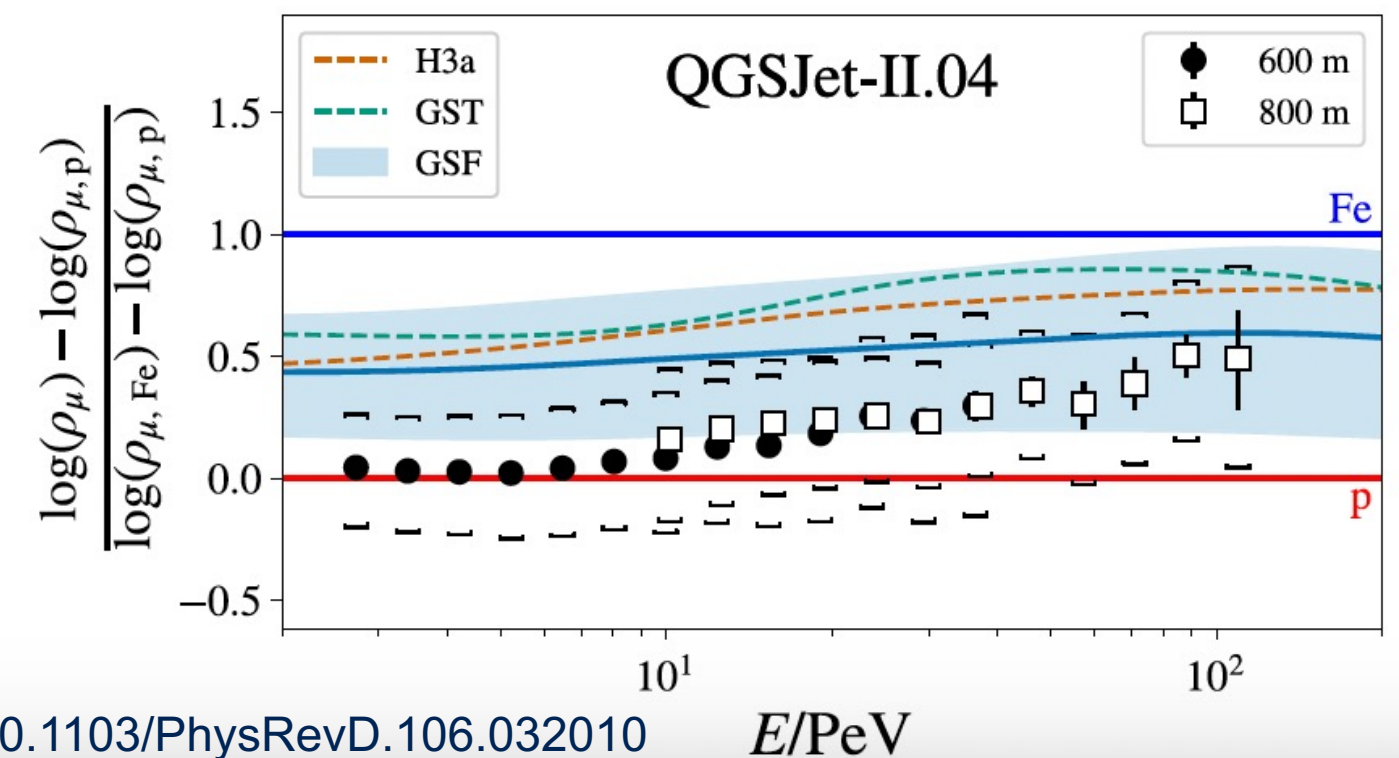 QGSJet-II.04
H3a
GST
GSF
600 m
800 m
Fe
p
1.5
1.0
0.5
0.0
−0.5
log(ρμ) − log(ρμ,p)
log(ρμ, Fe) − log(ρμ, p)
10¹
10²
E/PeV
0.1103/PhysRevD.106.032010